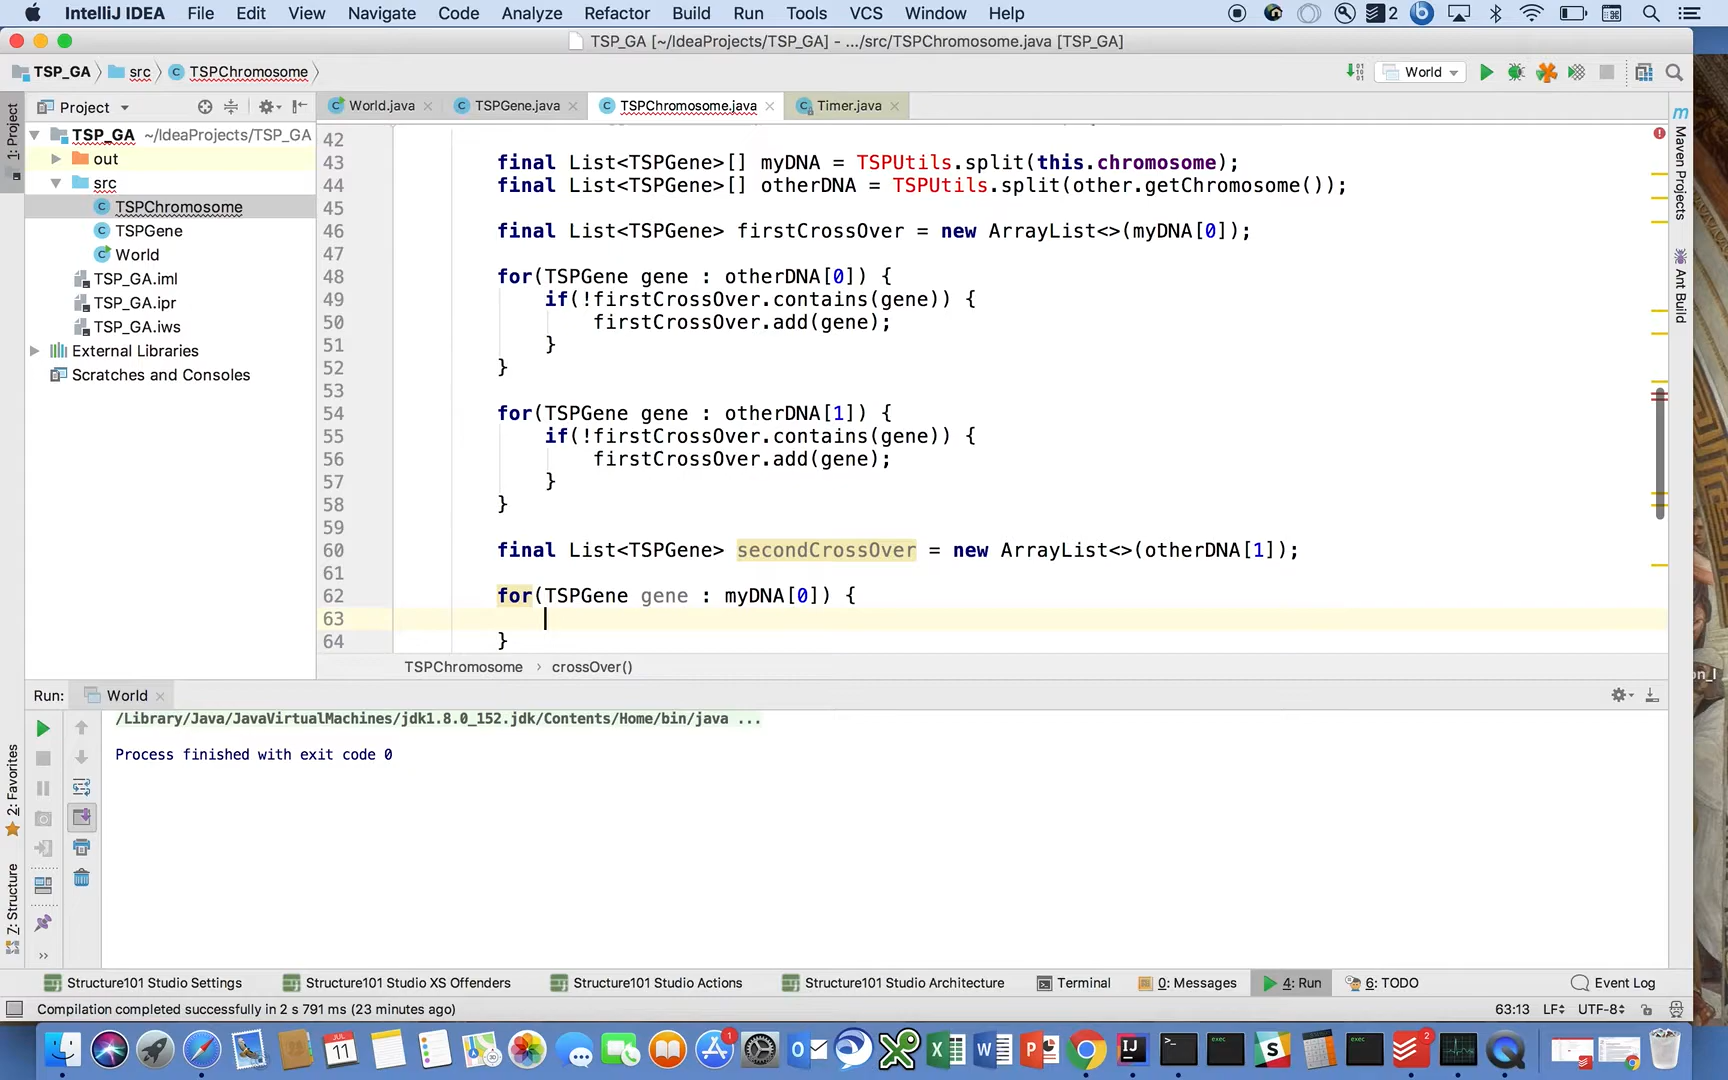 IntelliJ IDEA File Edit View Navigate Code Analyze Refactor Build Run Tools VCS Window Help 2
TSP_GA [~/IdeaProjects/TSP_GA] - .../src/TSPChromosome.java [TSP_GA]
TSP_GA src TSPChromosome World
Project World.java TSPGene.java TSPChromosome.java Timer.java
1: Project
TSP_GA ~/IdeaProjects/TSP_GA
out
src
TSPChromosome
TSPGene
World
TSP_GA.iml
TSP_GA.ipr
TSP_GA.iws
External Libraries
Scratches and Consoles
42
43 final List<TSPGene>[] myDNA = TSPUtils.split(this.chromosome);
44 final List<TSPGene>[] otherDNA = TSPUtils.split(other.getChromosome());
45
46 final List<TSPGene> firstCrossOver = new ArrayList<>(myDNA[0]);
47
48 for(TSPGene gene : otherDNA[0]) {
49 if(!firstCrossOver.contains(gene)) {
50 firstCrossOver.add(gene);
51 }
52 }
53
54 for(TSPGene gene : otherDNA[1]) {
55 if(!firstCrossOver.contains(gene)) {
56 firstCrossOver.add(gene);
57 }
58 }
59
60 final List<TSPGene> secondCrossOver = new ArrayList<>(otherDNA[1]);
61
62 for(TSPGene gene : myDNA[0]) {
63
64 }
TSPChromosome › crossOver()
Maven Projects
Ant Build
Run: World
/Library/Java/JavaVirtualMachines/jdk1.8.0_152.jdk/Contents/Home/bin/java ...
Process finished with exit code 0
2: Favorites
Z: Structure
Structure101 Studio Settings Structure101 Studio XS Offenders Structure101 Studio Actions Structure101 Studio Architecture Terminal 0: Messages 4: Run 6: TODO Event Log
Compilation completed successfully in 2 s 791 ms (23 minutes ago) 63:13 LF UTF-8
JUL
11
1
2